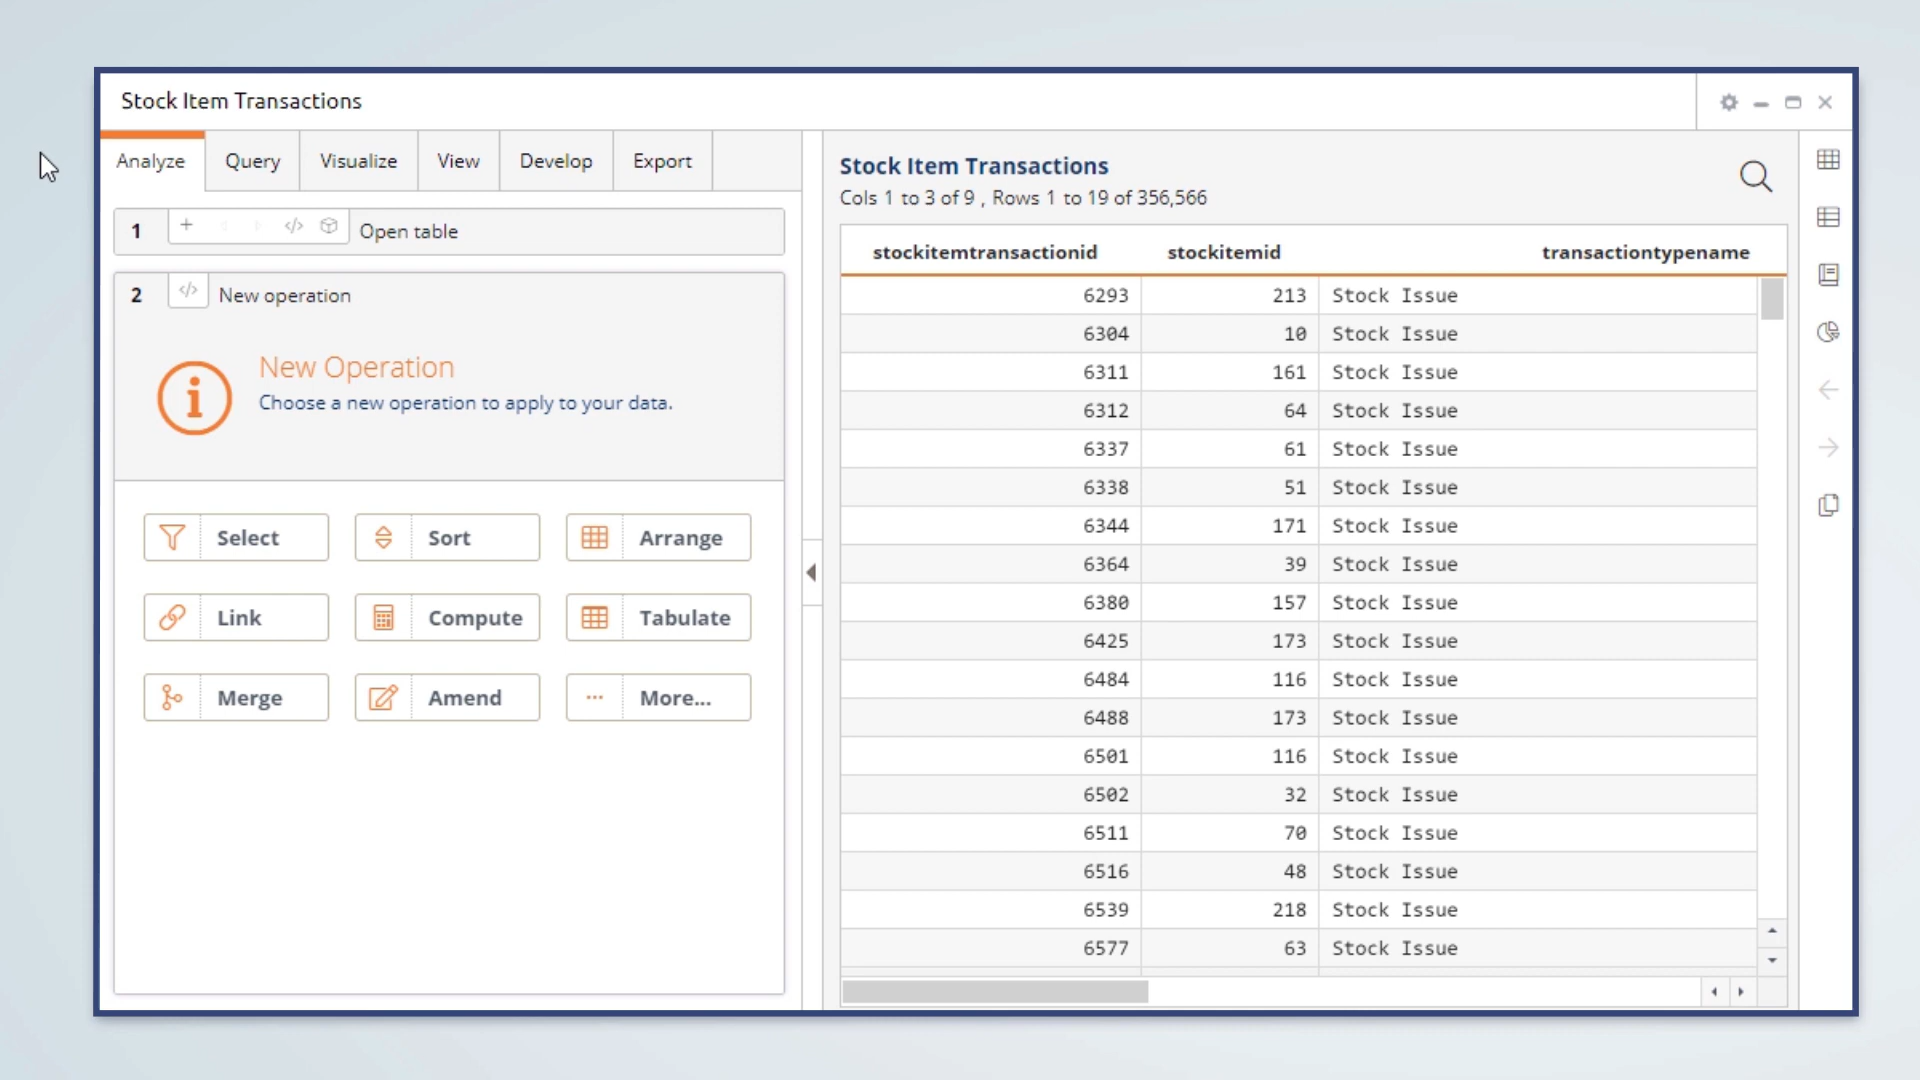 Stock Item Transactions
Analyze Query Visualize View Develop Export
1 + </> Open table
2 </> New operation
New Operation
Choose a new operation to apply to your data.
Select Sort Arrange
Link Compute Tabulate
Merge Amend More...
Stock Item Transactions
Cols 1 to 3 of 9 , Rows 1 to 19 of 356,566
stockitemtransactionid stockitemid transactiontypename
6293 213 Stock Issue
6304 10 Stock Issue
6311 161 Stock Issue
6312 64 Stock Issue
6337 61 Stock Issue
6338 51 Stock Issue
6344 171 Stock Issue
6364 39 Stock Issue
6380 157 Stock Issue
6425 173 Stock Issue
6484 116 Stock Issue
6488 173 Stock Issue
6501 116 Stock Issue
6502 32 Stock Issue
6511 70 Stock Issue
6516 48 Stock Issue
6539 218 Stock Issue
6577 63 Stock Issue